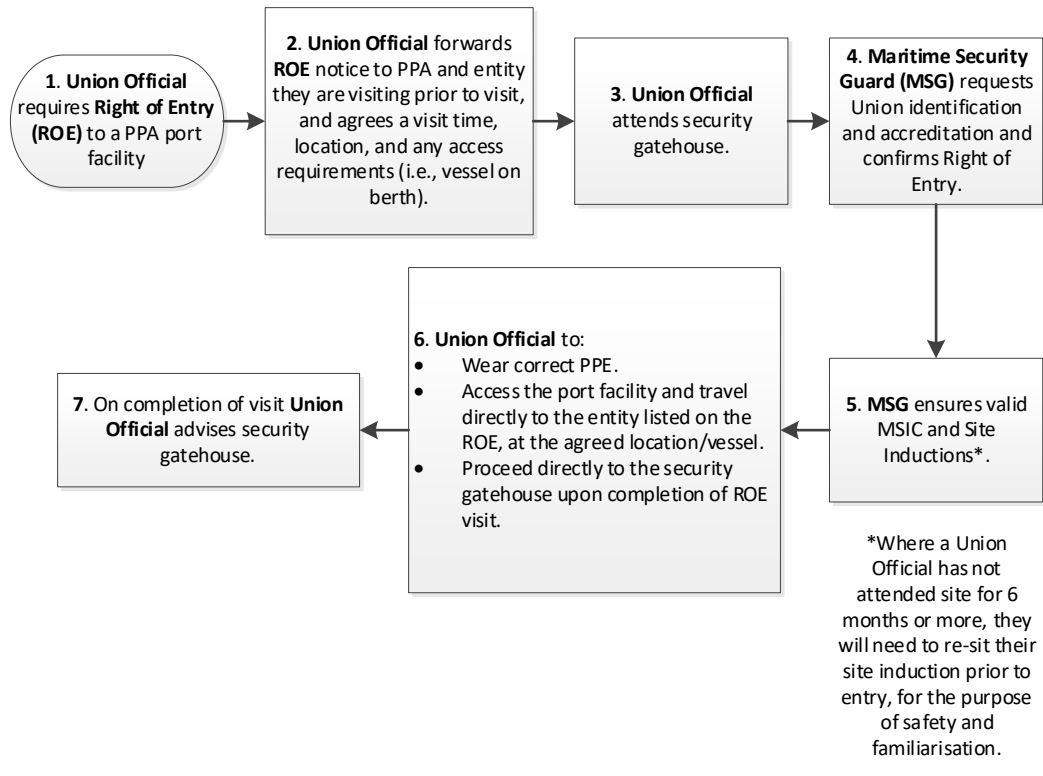 1. Union Official
requires Right of Entry
(ROE) to a PPA port
facility
2. Union Official forwards
ROE notice to PPA and entity
they are visiting prior to visit,
and agrees a visit time,
location, and any access
requirements (i.e., vessel on
berth).
3. Union Official
attends security
gatehouse.
4. Maritime Security
Guard (MSG) requests
Union identification
and accreditation and
confirms Right of
Entry.
5. MSG ensures valid
MSIC and Site
Inductions*.
*Where a Union
Official has not
attended site for 6
months or more, they
will need to re-sit their
site induction prior to
entry, for the purpose
of safety and
familiarisation.
6. Union Official to:
• Wear correct PPE.
• Access the port facility and travel
directly to the entity listed on the
ROE, at the agreed location/vessel.
• Proceed directly to the security
gatehouse upon completion of ROE
visit.
7. On completion of visit Union
Official advises security
gatehouse.